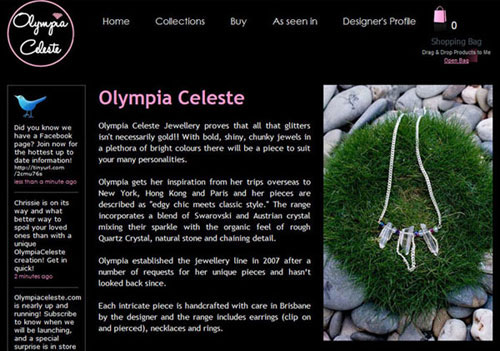 Olympia
Celeste
Home Collections Buy As seen in Designer's Profile
0
Shopping Bag
Drag & Drop Products to me
Open Bag
Did you know we
have a Facebook
page? Join now for
the hottest up to
date information!
http://tinyurl.com
/2cmu76s
less than a minute ago
Chrissie is on its
way and what
better way to
spoil your loved
ones than with a
unique
OlympiaCeleste
creation! Get in
quick!
2 minutes ago
Olympiaceleste.com
is nearly up and
running! Subscribe
to know when we
will be launching,
and a special
surprise is in store
Olympia Celeste
Olympia Celeste Jewellery proves that all that glitters
isn't necessarily gold!! With bold, shiny, chunky jewels in
a plethora of bright colours there will be a piece to suit
your many personalities.
Olympia gets her inspiration from her trips overseas to
New York, Hong Kong and Paris and her pieces are
described as "edgy chic meets classic style." The range
incorporates a blend of Swarovski and Austrian crystal
mixing their sparkle with the organic feel of rough
Quartz Crystal, natural stone and chaining detail.
Olympia established the jewellery line in 2007 after a
number of requests for her unique pieces and hasn't
looked back since.
Each intricate piece is handcrafted with care in Brisbane
by the designer and the range includes earrings (clip on
and pierced), necklaces and rings.